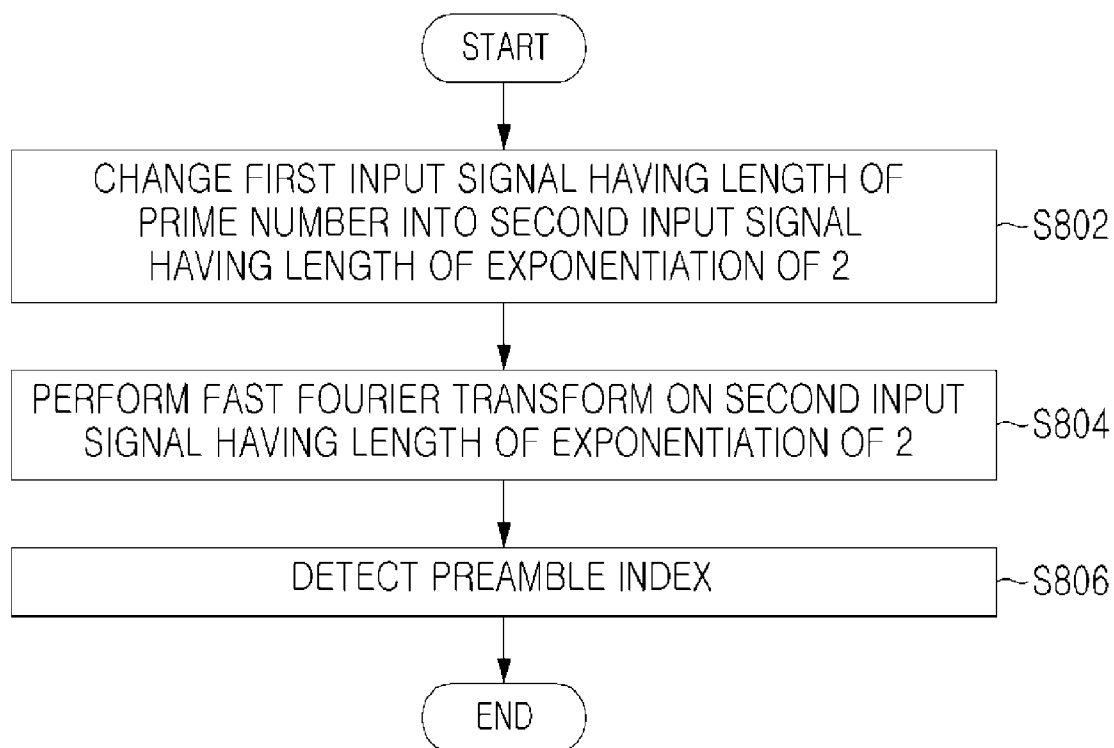 START
CHANGE FIRST INPUT SIGNAL HAVING LENGTH OF
PRIME NUMBER INTO SECOND INPUT SIGNAL
HAVING LENGTH OF EXPONENTIATION OF 2
S802
PERFORM FAST FOURIER TRANSFORM ON SECOND INPUT
SIGNAL HAVING LENGTH OF EXPONENTIATION OF 2
S804
DETECT PREAMBLE INDEX
S806
END